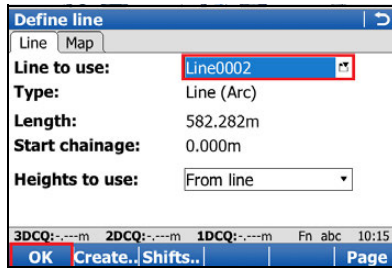 Define line
Line Map
Line to use: Line0002
Type: Line (Arc)
Length: 582.282m
Start chainage: 0.000m
Heights to use: From line
3DCQ:-.---m 2DCQ:-.---m 1DCQ:-.---m Fn abc 10:15
OK Create.. Shifts.. Page